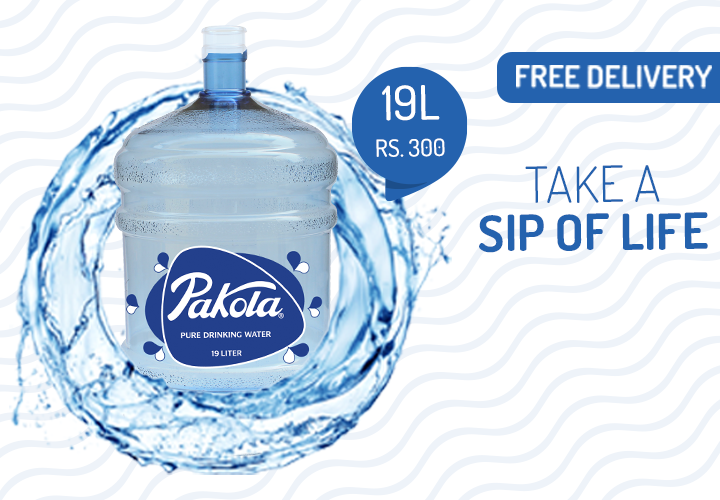 19L
RS. 300
FREE DELIVERY
TAKE A
SIP OF LIFE
Pakola®
PURE DRINKING WATER
19 LITER